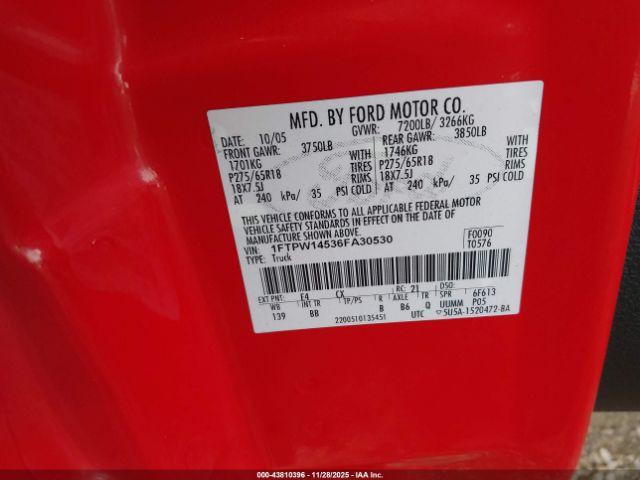 MFD. BY FORD MOTOR CO.
DATE: 10/05 GVWR: 7200LB/ 3266KG
FRONT GAWR: 3750LB REAR GAWR: 3850LB
1701KG WITH 1746KG WITH
P275/65R18 TIRES P275/65R18 TIRES
18X7.5J RIMS 18X7.5J RIMS
AT 240 kPa/ 35 PSI COLD AT 240 kPa/ 35 PSI COLD
THIS VEHICLE CONFORMS TO ALL APPLICABLE FEDERAL MOTOR
VEHICLE SAFETY STANDARDS IN EFFECT ON THE DATE OF
MANUFACTURE SHOWN ABOVE.
VIN: 1FTPW14536FA30530 F0090
TYPE: Truck T0576
EXT PNT: E4 CX RC: 21 DSO:
WB INT TR TP/PS R AXLE TR SPR 6F613
139 BB B B6 Q UUMM P05
2200510135451 UTC 5U5A-1520472-BA
000-43810396 - 11/28/2025 - IAA Inc.